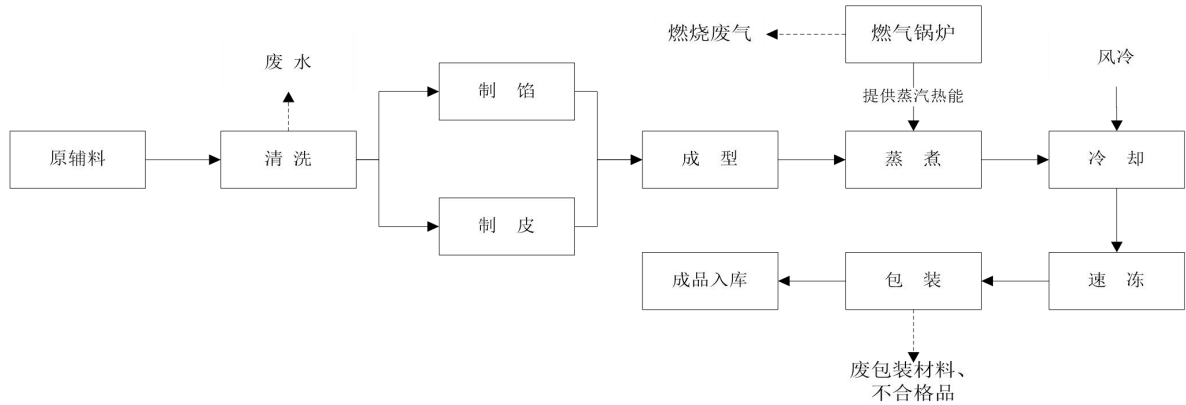 燃烧废气
燃气锅炉
风冷
废 水
制 馅
提供蒸汽热能
原辅料
清 洗
成 型
蒸 煮
冷 却
制 皮
成品入库
包 装
速 冻
废包装材料、
不合格品